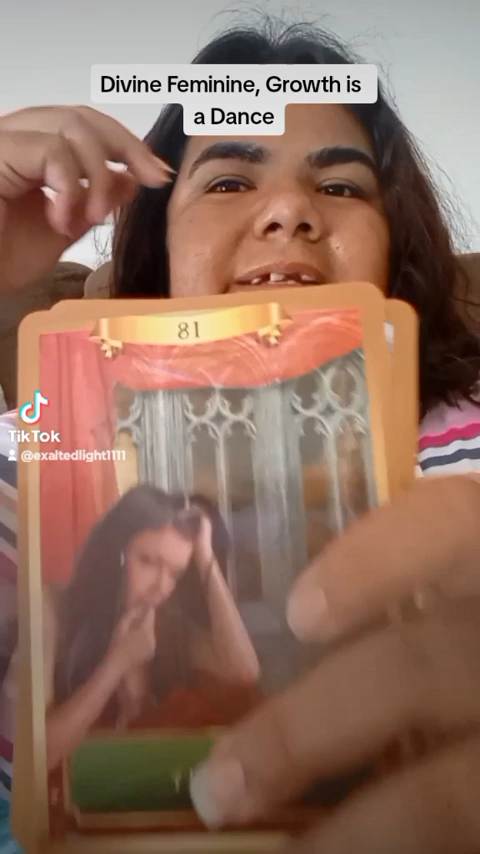 Divine Feminine, Growth is
a Dance
81
TikTok
@exaltedlight1111